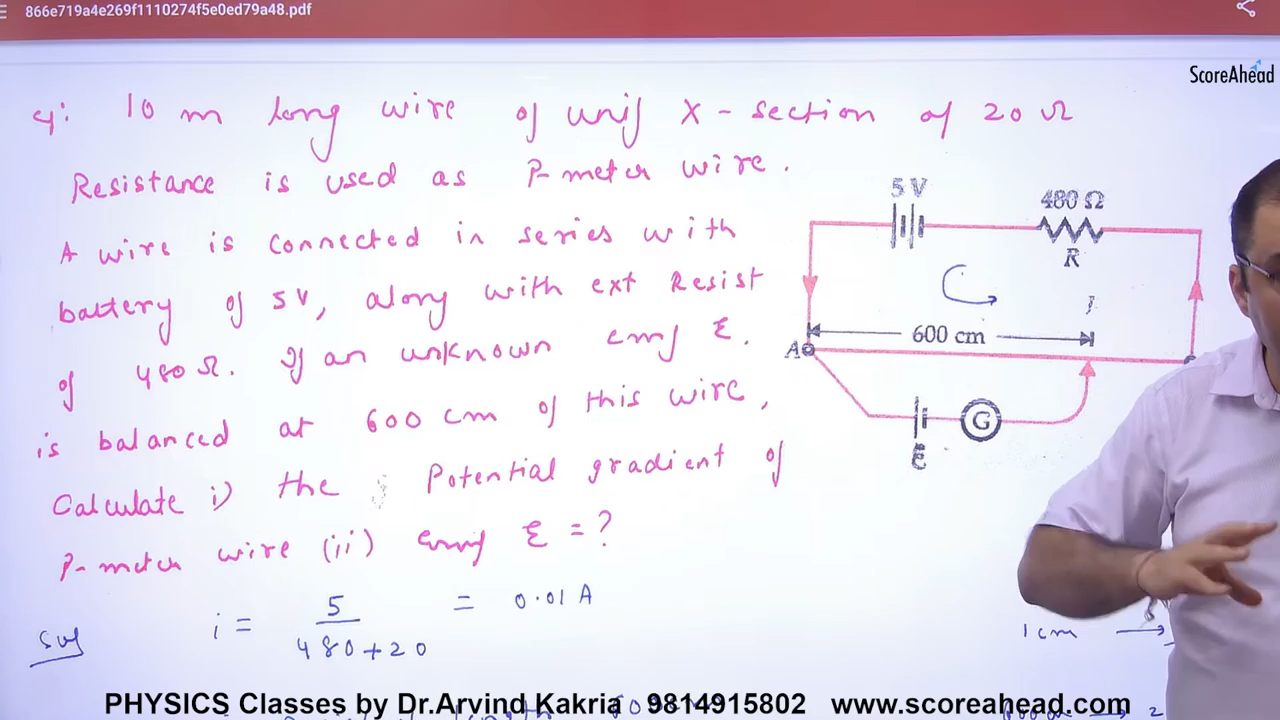 866e719a4e269f1110274f5e0ed79a48.pdf
ScoreAhead
10 m long wire of unif X-section of 20 Ω
Resistance is used as P-meter wire.
A wire is connected in series with
battery of 5V, along with ext Resist
of 480 Ω. If an unknown emf ε.
is balanced at 600 cm of this wire,
Calculate i) the Potential gradient of
P-meter wire (ii) emf ε = ?
Sol i = 5 / 480+20 = 0.01 A
5 V
480 Ω
R
600 cm
A
G
E
1cm →
PHYSICS Classes by Dr.Arvind Kakria 9814915802 www.scoreahead.com